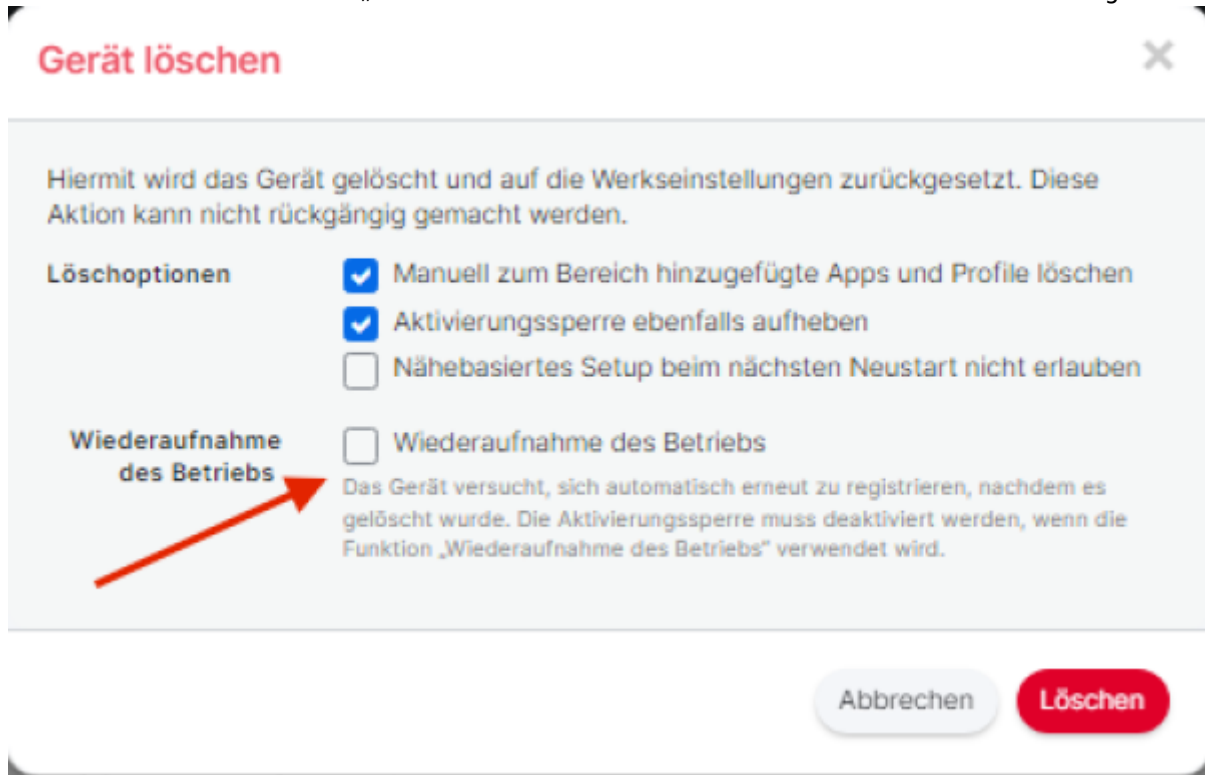 Gerät löschen
Hiermit wird das Gerät gelöscht und auf die Werkseinstellungen zurückgesetzt. Diese
Aktion kann nicht rückgängig gemacht werden.
Löschoptionen
Manuell zum Bereich hinzugefügte Apps und Profile löschen
Aktivierungssperre ebenfalls aufheben
Nähebasiertes Setup beim nächsten Neustart nicht erlauben
Wiederaufnahme
des Betriebs
Wiederaufnahme des Betriebs
Das Gerät versucht, sich automatisch erneut zu registrieren, nachdem es
gelöscht wurde. Die Aktivierungssperre muss deaktiviert werden, wenn die
Funktion „Wiederaufnahme des Betriebs“ verwendet wird.
Abbrechen
Löschen